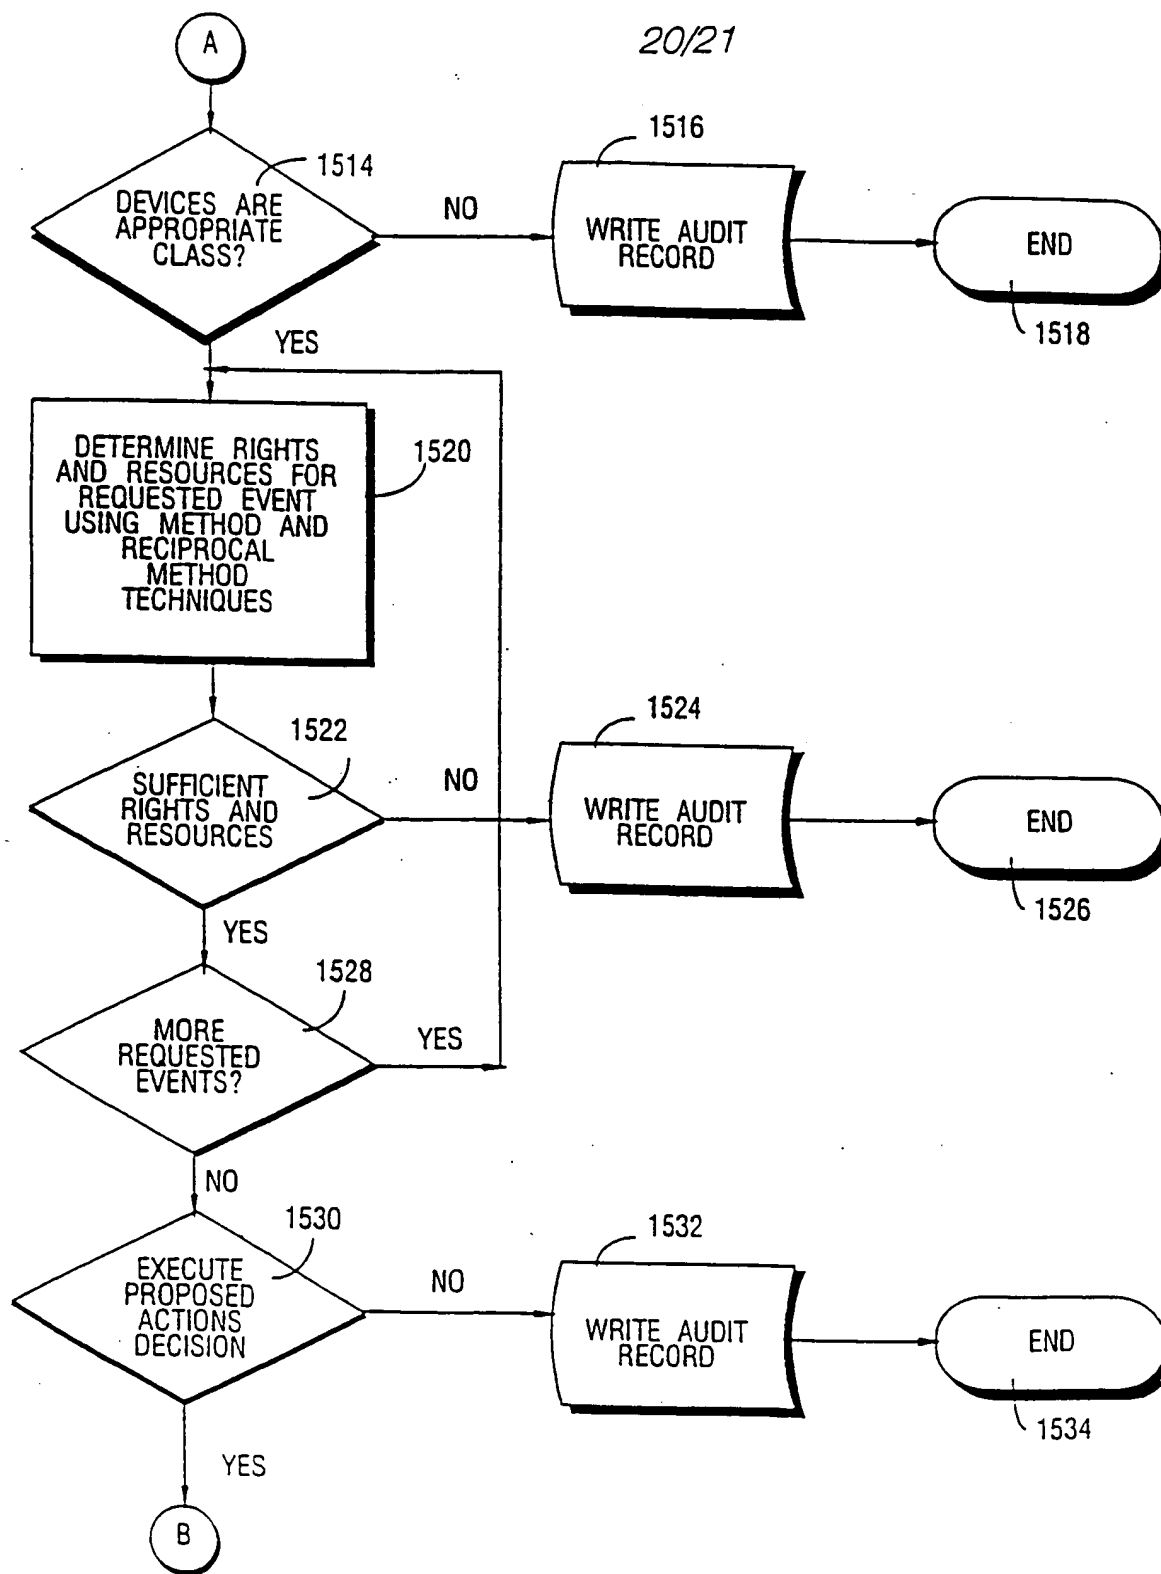 A
20/21
1514
DEVICES ARE
APPROPRIATE
CLASS?
NO
1516
WRITE AUDIT
RECORD
END
1518
YES
DETERMINE RIGHTS
AND RESOURCES FOR
REQUESTED EVENT
USING METHOD AND
RECIPROCAL
METHOD
TECHNIQUES
1520
1522
SUFFICIENT
RIGHTS AND
RESOURCES
NO
1524
WRITE AUDIT
RECORD
END
1526
YES
1528
MORE
REQUESTED
EVENTS?
YES
NO
1530
EXECUTE
PROPOSED
ACTIONS
DECISION
NO
1532
WRITE AUDIT
RECORD
END
1534
YES
B